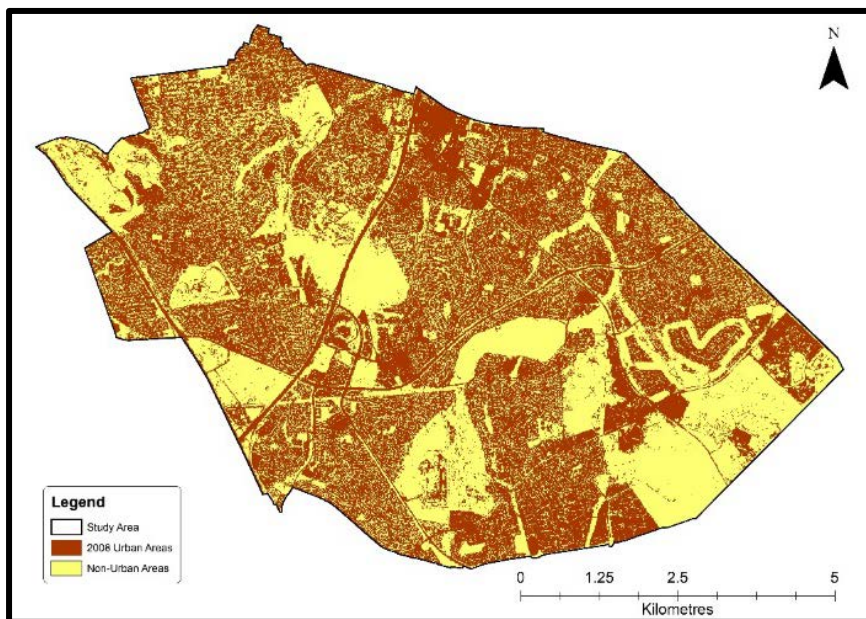 N
Legend
Study Area
2006 Urban Areas
Non-Urban Areas
0 1.25 2.5 5
Kilometres